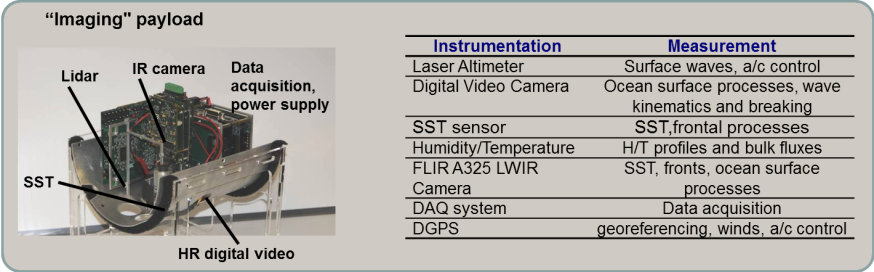 “Imaging" payload
Lidar
IR camera
Data
acquisition,
power supply
SST
HR digital video
Instrumentation Measurement
Laser Altimeter Surface waves, a/c control
Digital Video Camera Ocean surface processes, wave
kinematics and breaking
SST sensor SST,frontal processes
Humidity/Temperature H/T profiles and bulk fluxes
FLIR A325 LWIR SST, fronts, ocean surface
Camera processes
DAQ system Data acquisition
DGPS georeferencing, winds, a/c control